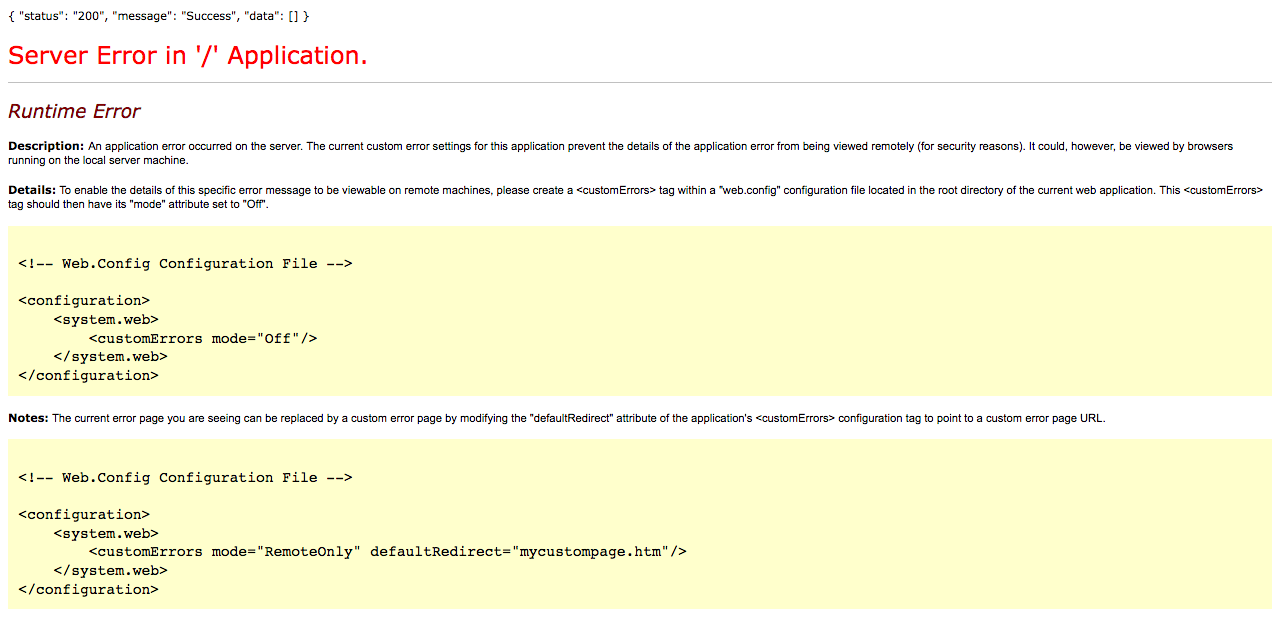 { "status": "200", "message": "Success", "data": [] }
Server Error in '/' Application.
Runtime Error
Description: An application error occurred on the server. The current custom error settings for this application prevent the details of the application error from being viewed remotely (for security reasons). It could, however, be viewed by browsers
running on the local server machine.
Details: To enable the details of this specific error message to be viewable on remote machines, please create a <customErrors> tag within a "web.config" configuration file located in the root directory of the current web application. This <customErrors>
tag should then have its "mode" attribute set to "Off".
<!-- Web.Config Configuration File -->
<configuration>
    <system.web>
        <customErrors mode="Off"/>
    </system.web>
</configuration>
Notes: The current error page you are seeing can be replaced by a custom error page by modifying the "defaultRedirect" attribute of the application's <customErrors> configuration tag to point to a custom error page URL.
<!-- Web.Config Configuration File -->
<configuration>
    <system.web>
        <customErrors mode="RemoteOnly" defaultRedirect="mycustompage.htm"/>
    </system.web>
</configuration>